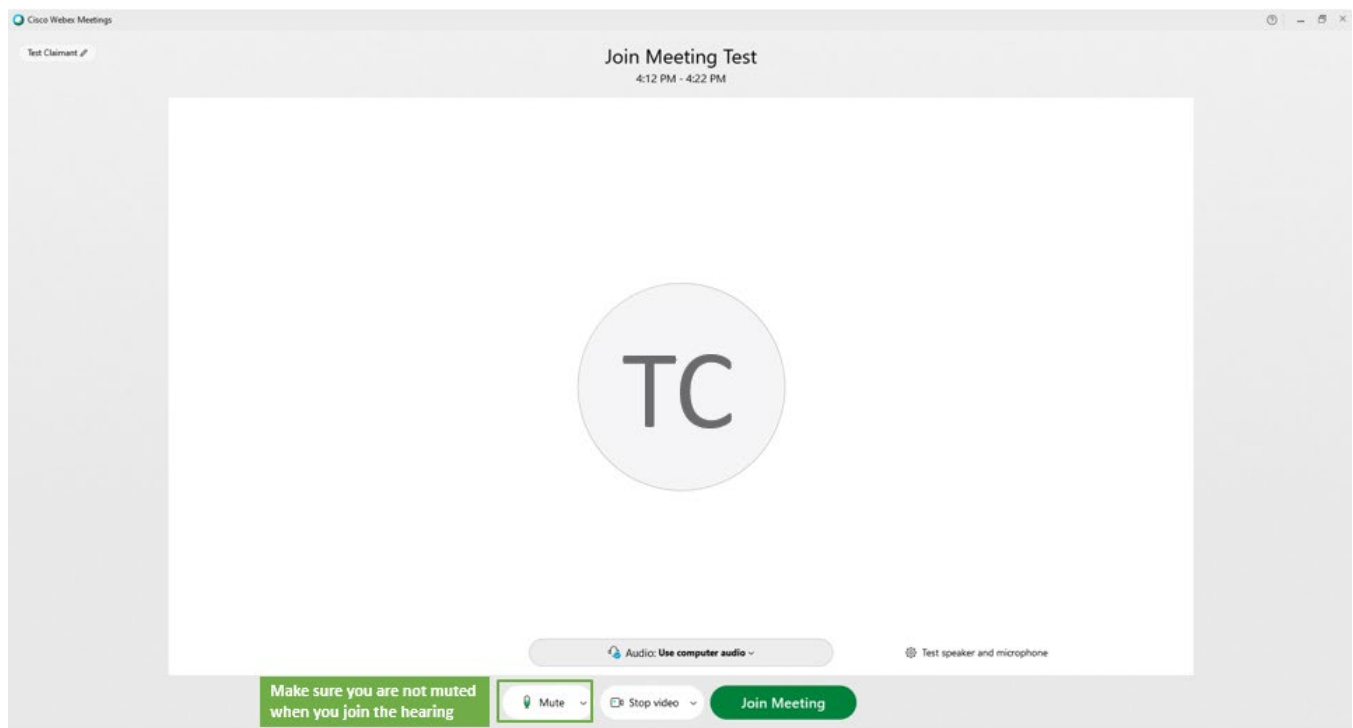 Cisco Webex Meetings
Test Claimant
Join Meeting Test
4:12 PM - 4:22 PM
TC
Audio: Use computer audio
Test speaker and microphone
Make sure you are not muted
when you join the hearing
Mute
Stop video
Join Meeting